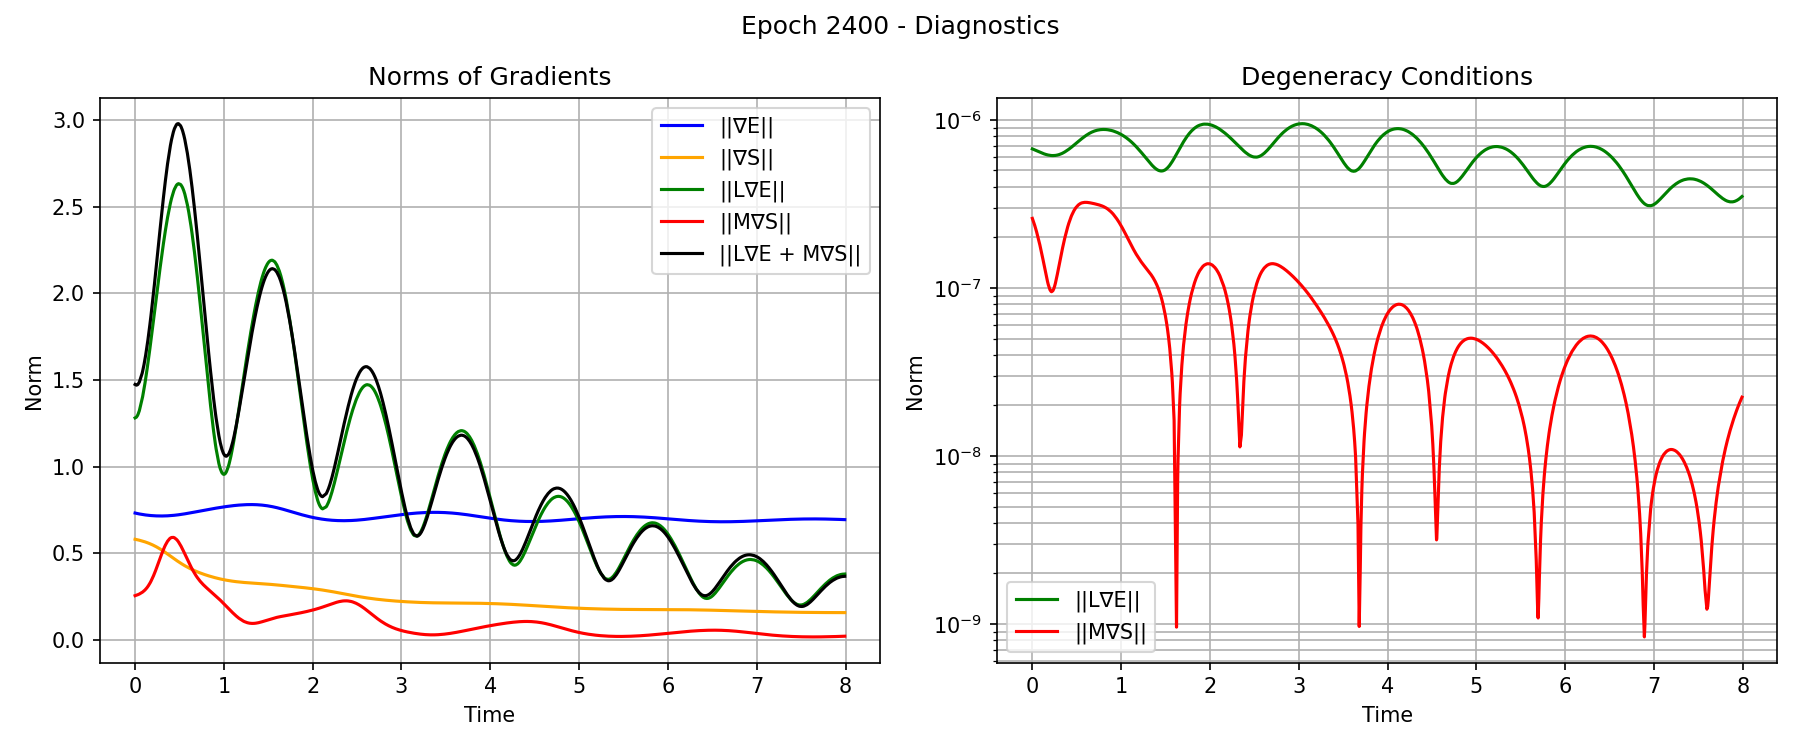 Epoch 2400 - Diagnostics
Norms of Gradients
Norm
3.0
2.5
2.0
1.5
1.0
0.5
0.0
||∇E||
||∇S||
||L∇E||
||M∇S||
||L∇E + M∇S||
0 1 2 3 4 5 6 7 8
Time
Degeneracy Conditions
Norm
10⁻⁶
10⁻⁷
10⁻⁸
10⁻⁹
||L∇E||
||M∇S||
0 1 2 3 4 5 6 7 8
Time